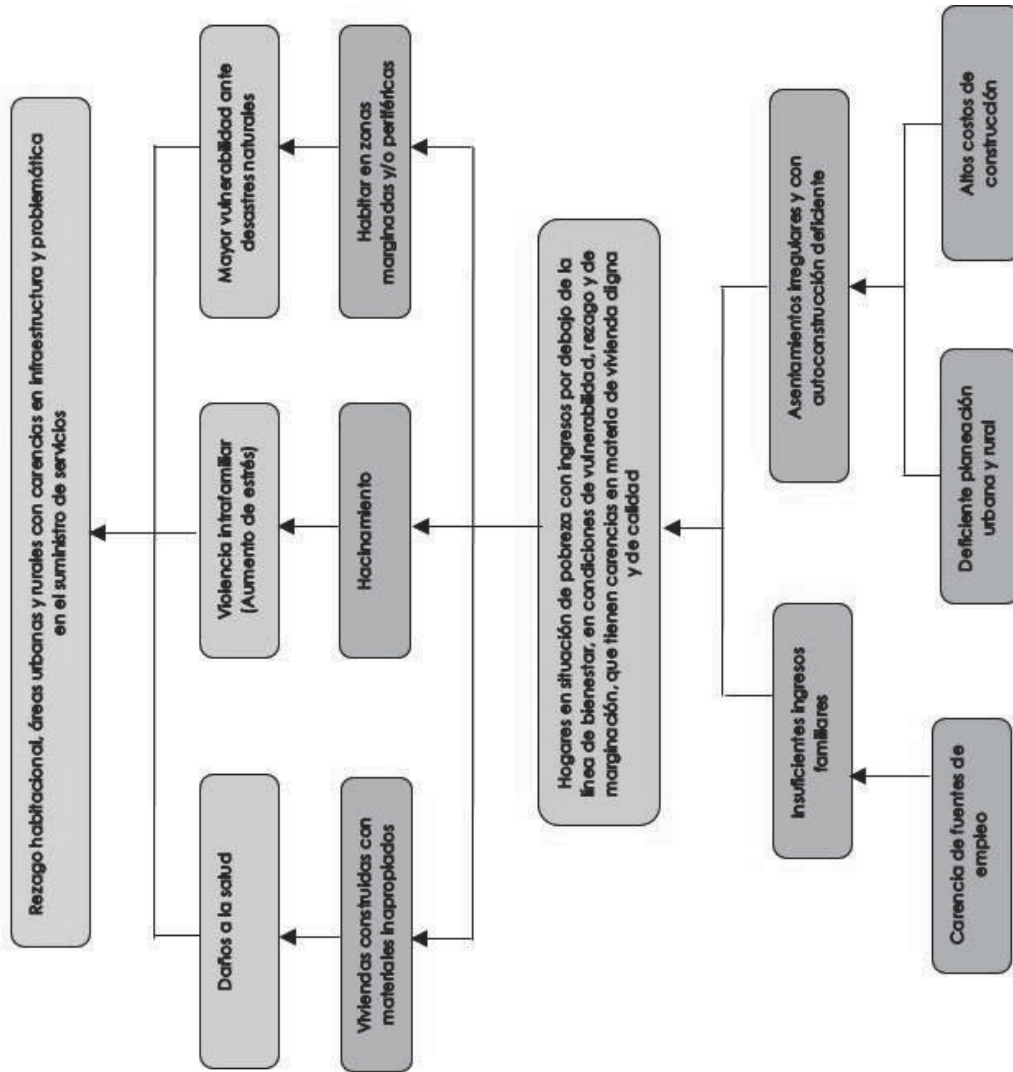 Rezago habitacional, áreas urbanas y rurales con carencias en infraestructura y problemática
en el suministro de servicios
Daños a la salud
Violencia intrafamiliar
(Aumento de estrés)
Mayor vulnerabilidad ante
desastres naturales
Viviendas construidas con
materiales inapropiados
Hacinamiento
Habitar en zonas
marginadas y/o periféricas
Hogares en situación de pobreza con ingresos por debajo de la
línea de bienestar, en condiciones de vulnerabilidad, rezago y de
marginación, que tienen carencias en materia de vivienda digna
y de calidad
Insuficientes ingresos
familiares
Asentamientos irregulares y con
autoconstrucción deficiente
Carencia de fuentes de
empleo
Deficiente planeación
urbana y rural
Altos costos de
construcción